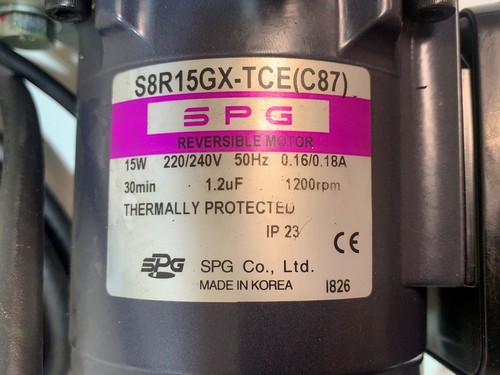 S8R15GX-TCE(C87)
SPG
REVERSIBLE MOTOR
15W 220/240V 50Hz 0.16/0.18A
30min 1.2uF 1200rpm
THERMALLY PROTECTED
IP 23 CE
SPG SPG Co., Ltd.
MADE IN KOREA I826